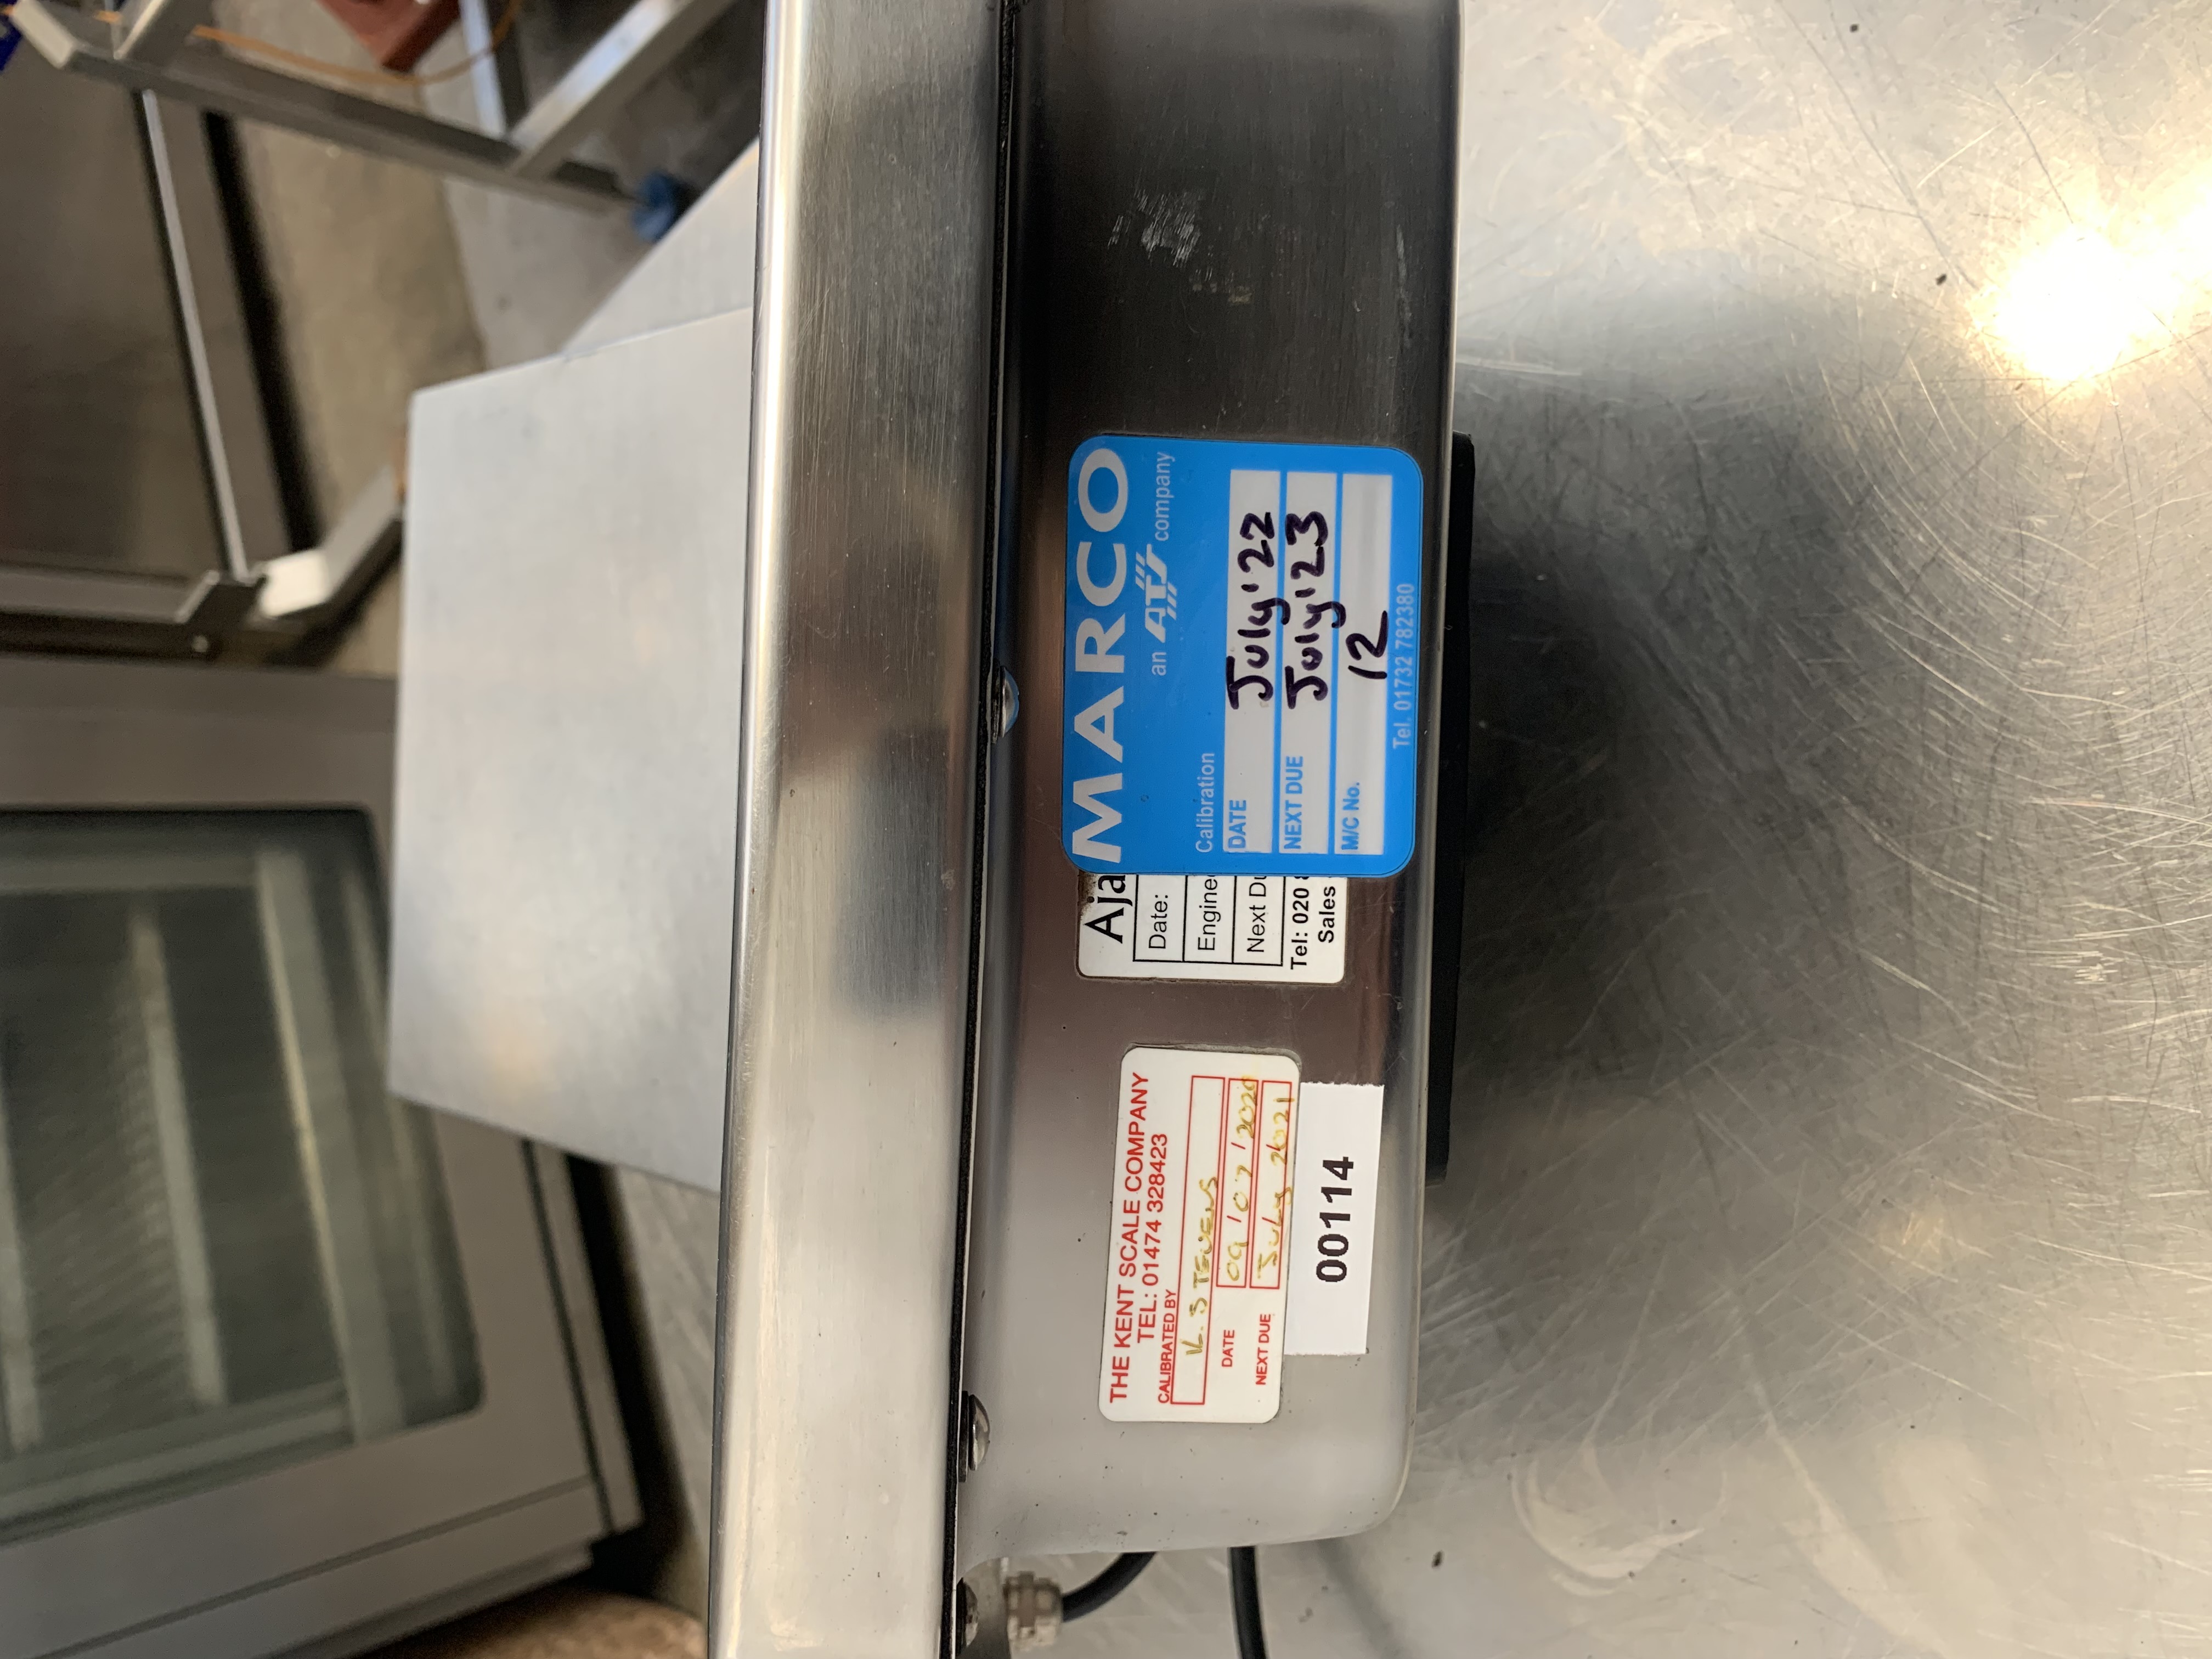 THE KENT SCALE COMPANY
TEL: 01474 328423
CALIBRATED BY
DATE 09/07/2020
NEXT DUE July 2021
00114
Aja
Date:
Engine
Next Du
Tel: 020
Sales
MARCO
an ATS company
Calibration
DATE July'22
NEXT DUE July'23
M/C No. 12
Tel. 01732 782380